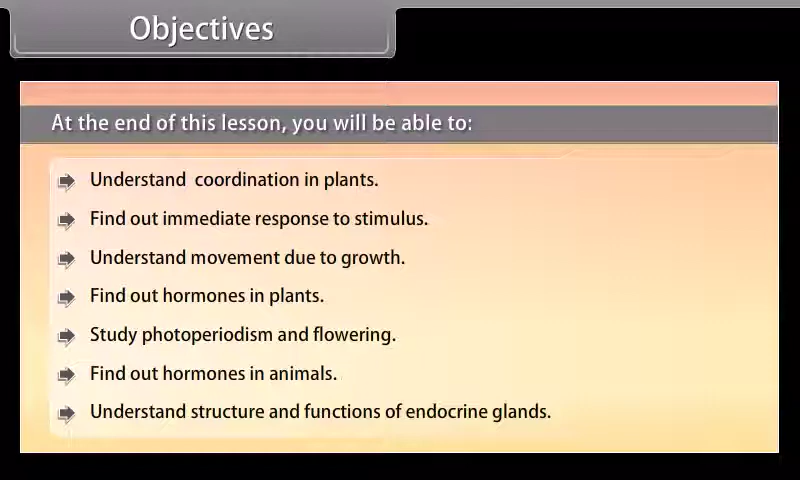 Objectives
At the end of this lesson, you will be able to:
Understand coordination in plants.
Find out immediate response to stimulus.
Understand movement due to growth.
Find out hormones in plants.
Study photoperiodism and flowering.
Find out hormones in animals.
Understand structure and functions of endocrine glands.